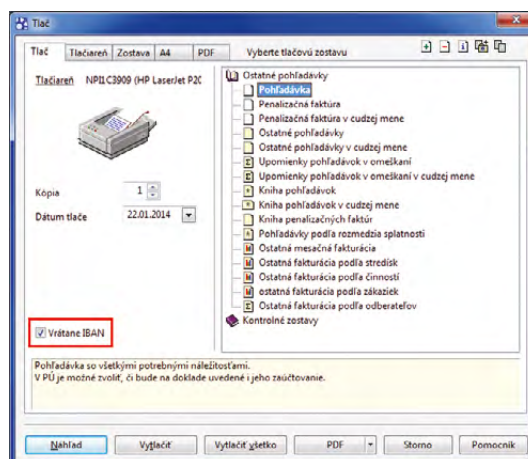 Tlač
Tlač Tlačiareň Zostava A4 PDF Vyberte tlačovú zostavu
Tlačiareň NPI1C3909 (HP LaserJet P2C
Kópia 1
Dátum tlače 22.01.2014
Vrátane IBAN
Ostatné pohľadávky
Pohľadávka
Penalizačná faktúra
Penalizačná faktúra v cudzej mene
Ostatné pohľadávky
Ostatné pohľadávky v cudzej mene
Upomienky pohľadávok v omeškaní
Upomienky pohľadávok v omeškaní v cudzej mene
Kniha pohľadávok
Kniha pohľadávok v cudzej mene
Kniha penalizačných faktúr
Pohľadávky podľa rozmedzia splatnosti
Ostatná mesačná fakturácia
Ostatná fakturácia podľa stredísk
Ostatná fakturácia podľa činností
ostatná fakturácia podľa zákaziek
Ostatná fakturácia podľa odberateľov
Kontrolné zostavy
Pohľadávka so všetkými potrebnými náležitosťami.
V PÚ je možné zvoliť, či bude na doklade uvedené i jeho zaúčtovanie.
Náhľad Vytlačiť Vytlačiť všetko PDF Storno Pomocník